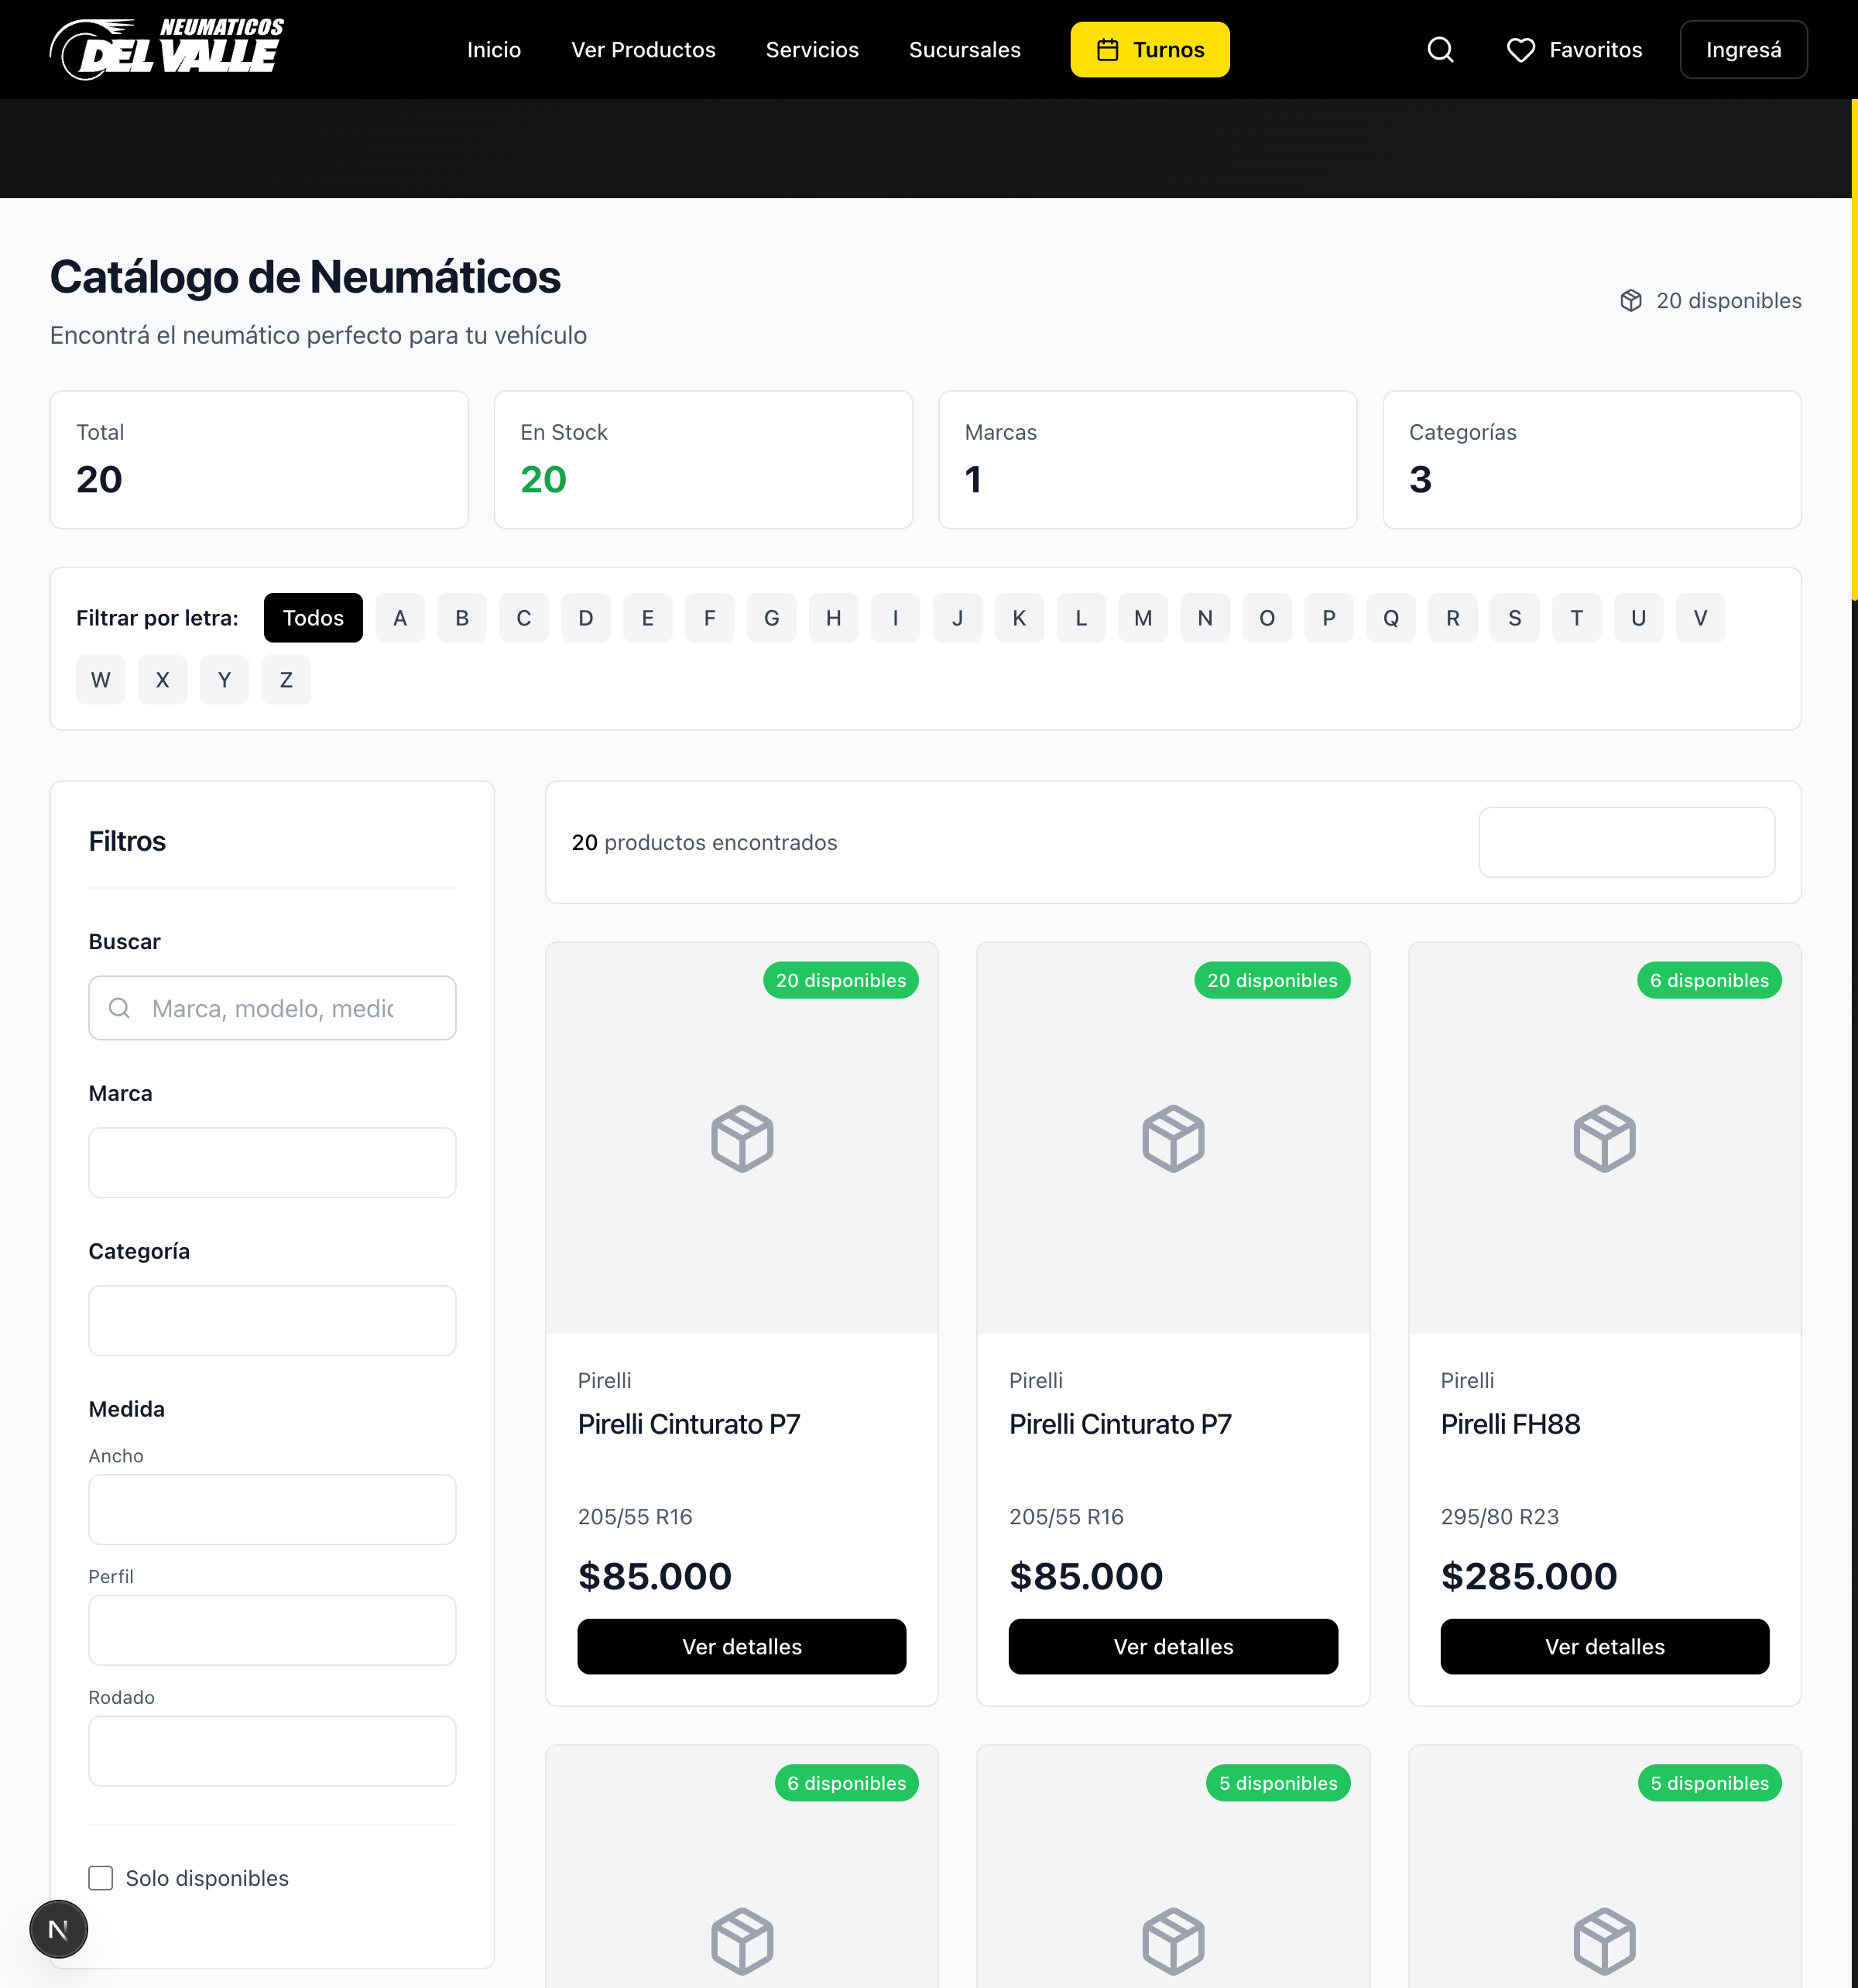 NEUMATICOS
DEL VALLE
Inicio
Ver Productos
Servicios
Sucursales
Turnos
Favoritos
Ingresá
Catálogo de Neumáticos
Encontrá el neumático perfecto para tu vehículo
20 disponibles
Total
20
En Stock
20
Marcas
1
Categorías
3
Filtrar por letra: Todos A B C D E F G H I J K L M N O P Q R S T U V
W X Y Z
Filtros
Buscar
Marca, modelo, medic
Marca
Categoría
Medida
Ancho
Perfil
Rodado
Solo disponibles
N
20 productos encontrados
20 disponibles
Pirelli
Pirelli Cinturato P7
205/55 R16
$85.000
Ver detalles
20 disponibles
Pirelli
Pirelli Cinturato P7
205/55 R16
$85.000
Ver detalles
6 disponibles
Pirelli
Pirelli FH88
295/80 R23
$285.000
Ver detalles
6 disponibles
5 disponibles
5 disponibles